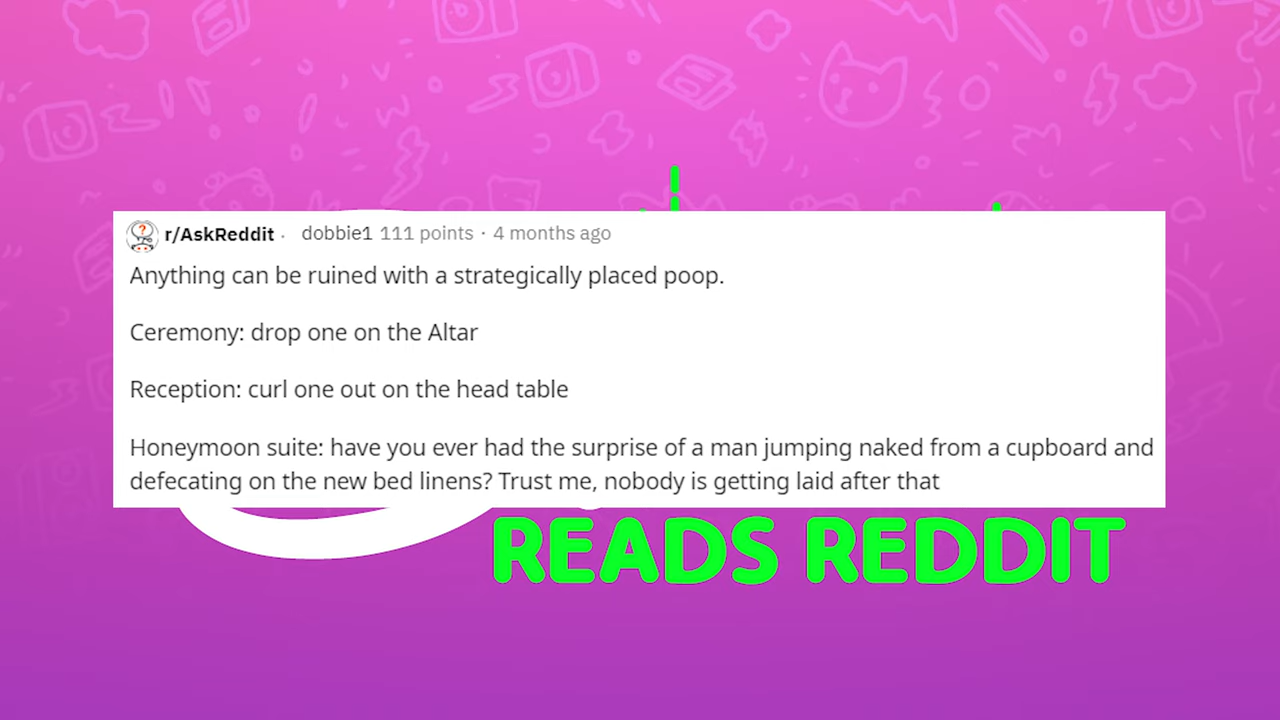 r/AskReddit · dobbie1 111 points · 4 months ago
Anything can be ruined with a strategically placed poop.
Ceremony: drop one on the Altar
Reception: curl one out on the head table
Honeymoon suite: have you ever had the surprise of a man jumping naked from a cupboard and
defecating on the new bed linens? Trust me, nobody is getting laid after that
READS REDDIT